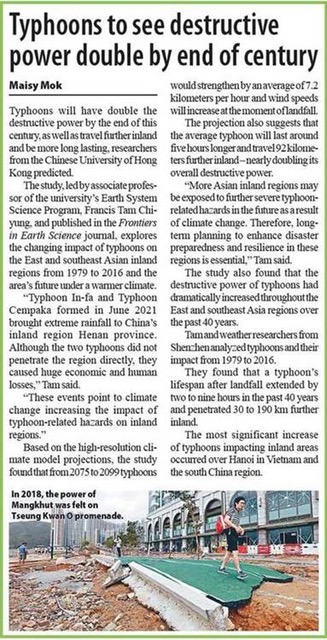 Typhoons to see destructive
power double by end of century
Maisy Mok
Typhoons will have double the
destructive power by the end of this
century, as well as travel further inland
and be more long lasting, researchers
from the Chinese University of Hong
Kong predicted.
The study, led by associate profes-
sor of the university's Earth System
Science Program, Francis Tam Chi-
yung, and published in the Frontiers
in Earth Science journal, explores
the changing impact of typhoons on
the East and southeast Asian inland
regions from 1979 to 2016 and the
area's future under a warmer climate.
"Typhoon In-fa and Typhoon
Cempaka formed in June 2021
brought extreme rainfall to China's
inland region Henan province.
Although the two typhoons did not
penetrate the region directly, they
caused huge economic and human
losses," Tam said.
"These events point to climate
change increasing the impact of
typhoon-related hazards on inland
regions."
Based on the high-resolution cli-
mate model projections, the study
found that from 2075 to 2099 typhoons
would strengthen by an average of 7.2
kilometers per hour and wind speeds
will increase at the moment of landfall.
The projection also suggests that
the average typhoon will last around
five hours longer and travel 92 kilome-
ters further inland – nearly doubling its
overall destructive power.
"More Asian inland regions may
be exposed to further severe typhoon-
related hazards in the future as a result
of climate change. Therefore, long-
term planning to enhance disaster
preparedness and resilience in these
regions is essential," Tam said.
The study also found that the
destructive power of typhoons had
dramatically increased throughout the
East and southeast Asia regions over
the past 40 years.
Tam and weather researchers from
Shenzhen analyzed typhoons and their
impact from 1979 to 2016.
They found that a typhoon's
lifespan after landfall extended by
two to nine hours in the past 40 years
and penetrated 30 to 190 km further
inland.
The most significant increase
of typhoons impacting inland areas
occurred over Hanoi in Vietnam and
the south China region.
In 2018, the power of
Mangkhut was felt on
Tseung Kwan O promenade.